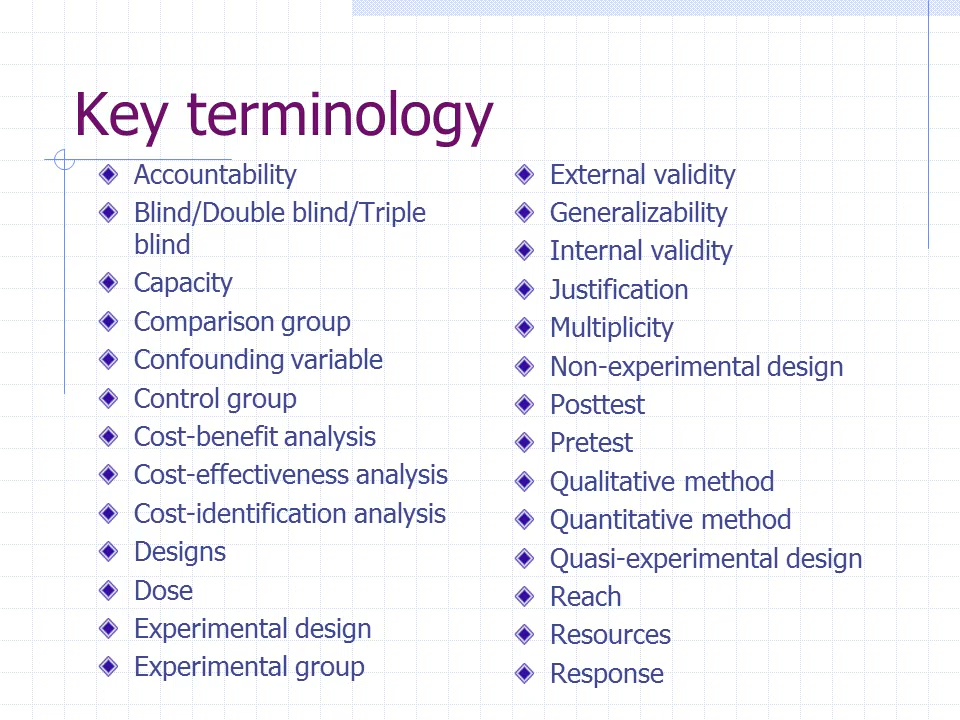 Key terminology
Accountability
Blind/Double blind/Triple
blind
Capacity
Comparison group
Confounding variable
Control group
Cost-benefit analysis
Cost-effectiveness analysis
Cost-identification analysis
Designs
Dose
Experimental design
Experimental group
External validity
Generalizability
Internal validity
Justification
Multiplicity
Non-experimental design
Posttest
Pretest
Qualitative method
Quantitative method
Quasi-experimental design
Reach
Resources
Response